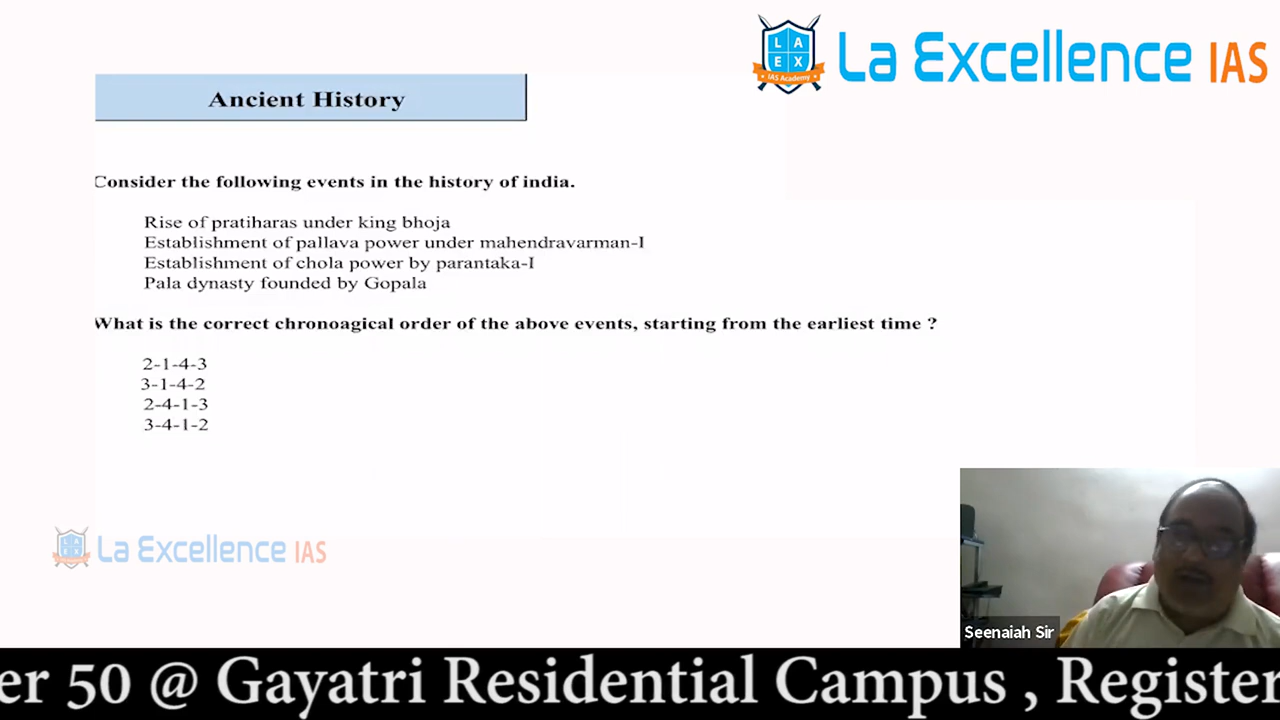 LA
EX
IAS Academy
La Excellence IAS
Ancient History
Consider the following events in the history of india.
Rise of pratiharas under king bhoja
Establishment of pallava power under mahendravarman-I
Establishment of chola power by parantaka-I
Pala dynasty founded by Gopala
What is the correct chronoagical order of the above events, starting from the earliest time ?
2-1-4-3
3-1-4-2
2-4-1-3
3-4-1-2
La Excellence IAS
Seenaiah Sir
er 50 @ Gayatri Residential Campus , Register